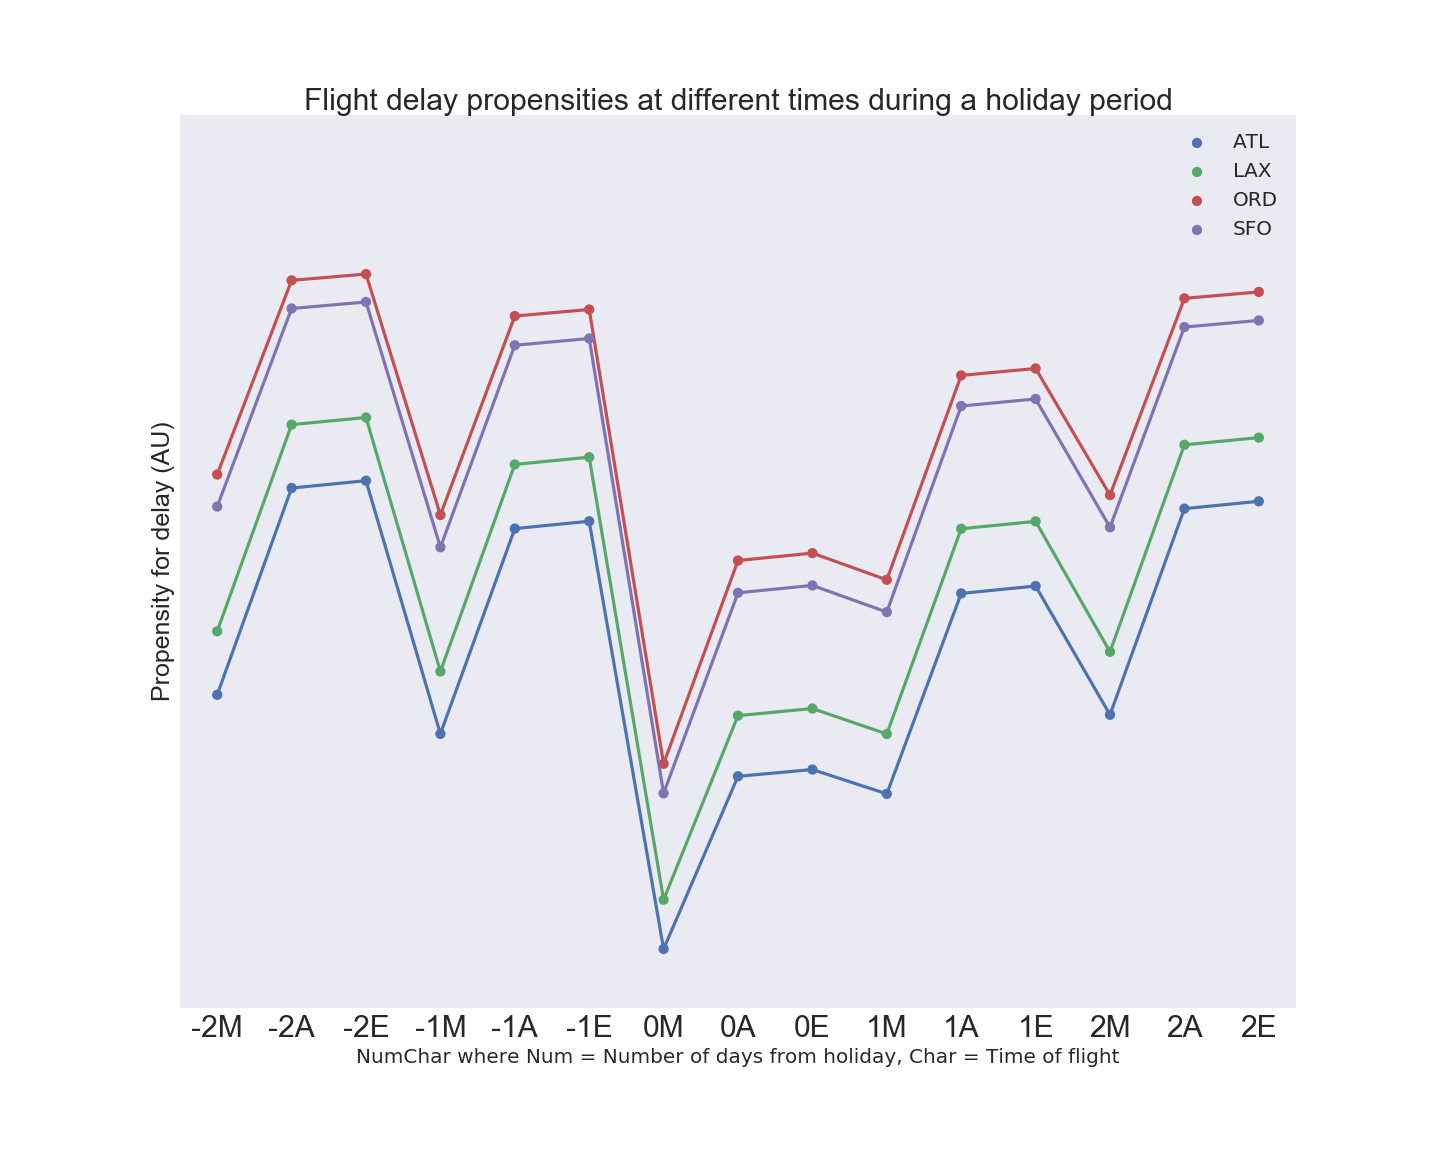 Flight delay propensities at different times during a holiday period
ATL
LAX
ORD
SFO
Propensity for delay (AU)
-2M -2A -2E -1M -1A -1E 0M 0A 0E 1M 1A 1E 2M 2A 2E
NumChar where Num = Number of days from holiday, Char = Time of flight